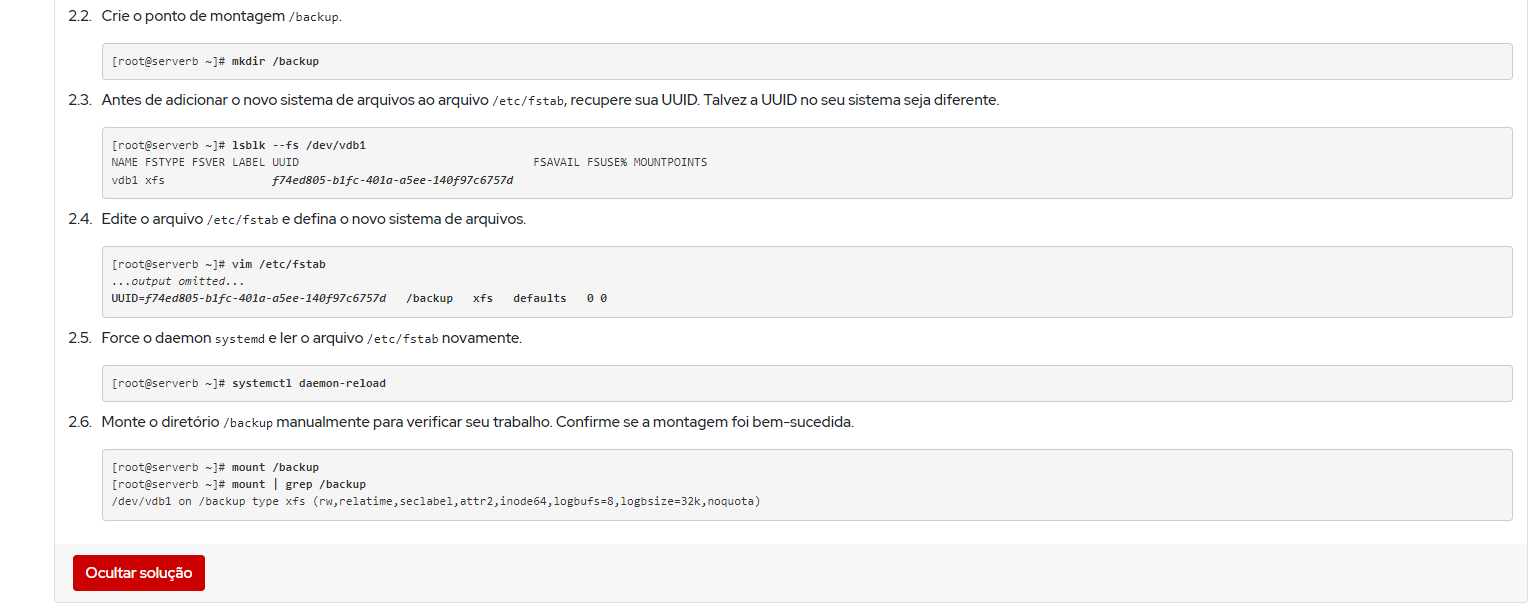 2.2. Crie o ponto de montagem /backup.
[root@serverb ~]# mkdir /backup
2.3. Antes de adicionar o novo sistema de arquivos ao arquivo /etc/fstab, recupere sua UUID. Talvez a UUID no seu sistema seja diferente.
[root@serverb ~]# lsblk --fs /dev/vdb1
NAME FSTYPE FSVER LABEL UUID                                 FSAVAIL FSUSE% MOUNTPOINTS
vdb1 xfs                f74ed805-b1fc-401a-a5ee-140f97c6757d
2.4. Edite o arquivo /etc/fstab e defina o novo sistema de arquivos.
[root@serverb ~]# vim /etc/fstab
...output omitted...
UUID=f74ed805-b1fc-401a-a5ee-140f97c6757d   /backup   xfs   defaults   0 0
2.5. Force o daemon systemd e ler o arquivo /etc/fstab novamente.
[root@serverb ~]# systemctl daemon-reload
2.6. Monte o diretório /backup manualmente para verificar seu trabalho. Confirme se a montagem foi bem-sucedida.
[root@serverb ~]# mount /backup
[root@serverb ~]# mount | grep /backup
/dev/vdb1 on /backup type xfs (rw,relatime,seclabel,attr2,inode64,logbufs=8,logbsize=32k,noquota)
Ocultar solução